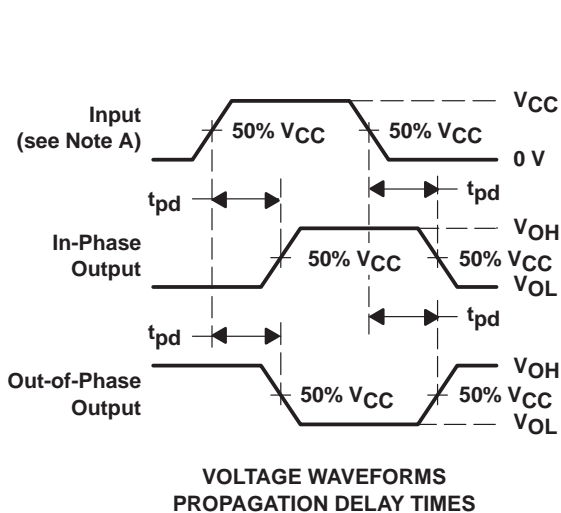 Input
(see Note A)
50% VCC
50% VCC
VCC
0 V
tpd
tpd
In-Phase
Output
50% VCC
VOH
50% VCC
VOL
tpd
tpd
Out-of-Phase
Output
50% VCC
VOH
50% VCC
VOL
VOLTAGE WAVEFORMS
PROPAGATION DELAY TIMES